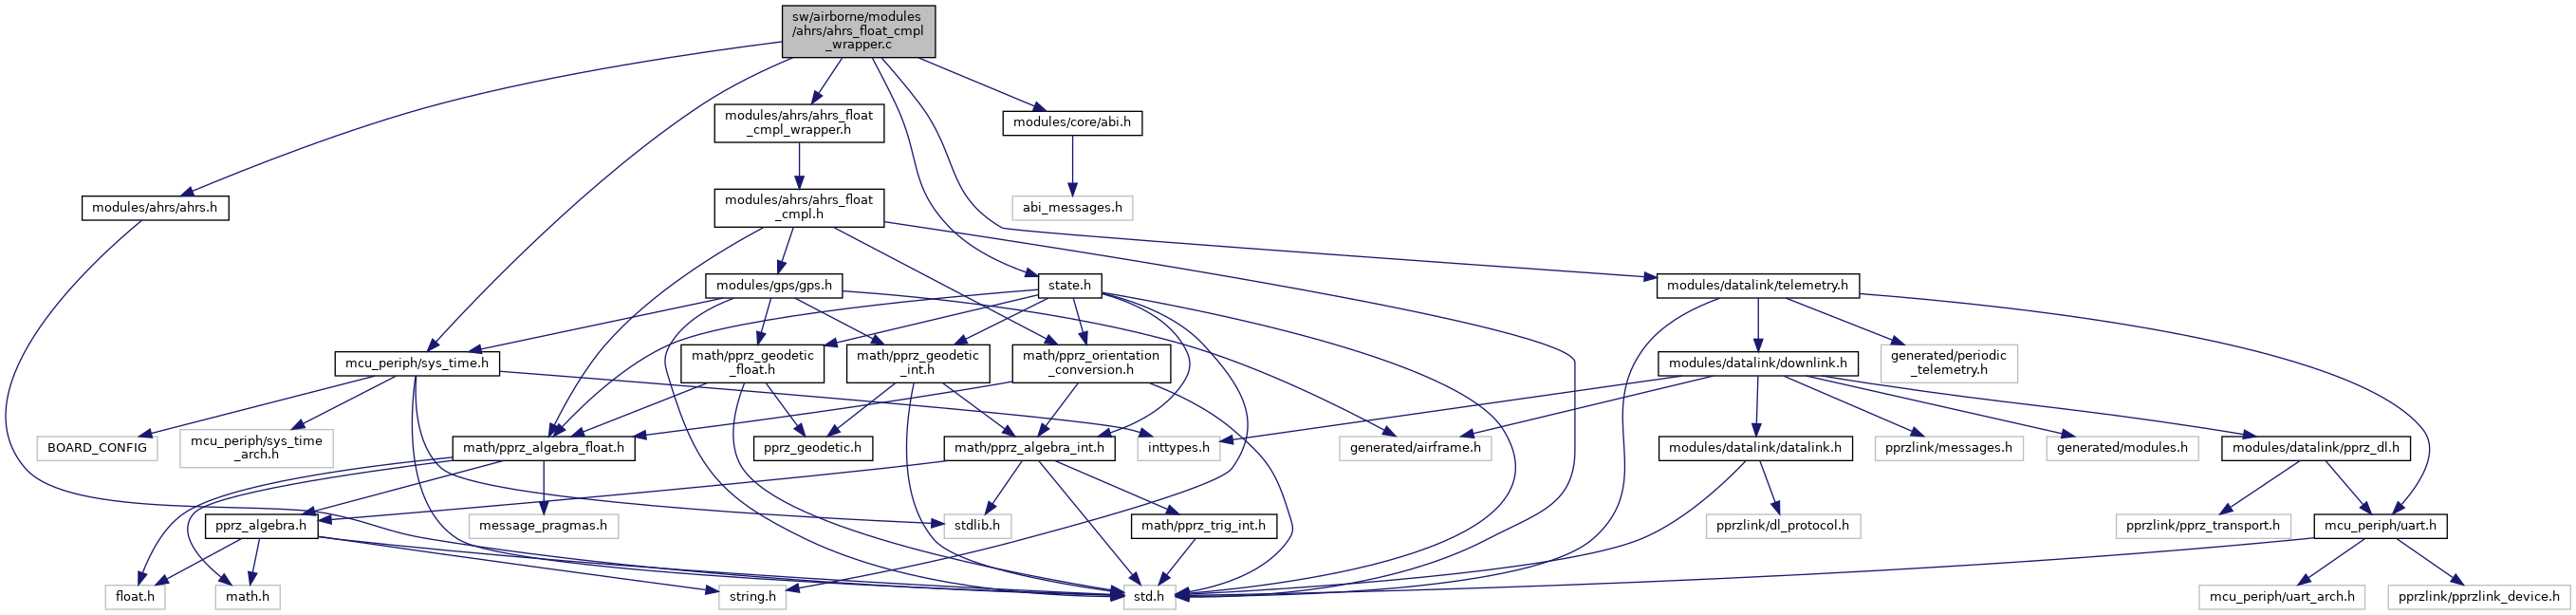 sw/airborne/modules
/ahrs/ahrs_float_cmpl
_wrapper.c
modules/ahrs/ahrs_float
_cmpl_wrapper.h
modules/core/abi.h
modules/ahrs/ahrs.h
modules/ahrs/ahrs_float
_cmpl.h
abi_messages.h
modules/gps/gps.h
state.h
modules/datalink/telemetry.h
mcu_periph/sys_time.h
math/pprz_geodetic
_float.h
math/pprz_geodetic
_int.h
math/pprz_orientation
_conversion.h
modules/datalink/downlink.h
generated/periodic
_telemetry.h
BOARD_CONFIG
mcu_periph/sys_time
_arch.h
math/pprz_algebra_float.h
pprz_geodetic.h
math/pprz_algebra_int.h
inttypes.h
generated/airframe.h
modules/datalink/datalink.h
pprzlink/messages.h
generated/modules.h
modules/datalink/pprz_dl.h
pprz_algebra.h
message_pragmas.h
stdlib.h
math/pprz_trig_int.h
pprzlink/dl_protocol.h
pprzlink/pprz_transport.h
mcu_periph/uart.h
float.h
math.h
string.h
std.h
mcu_periph/uart_arch.h
pprzlink/pprzlink_device.h